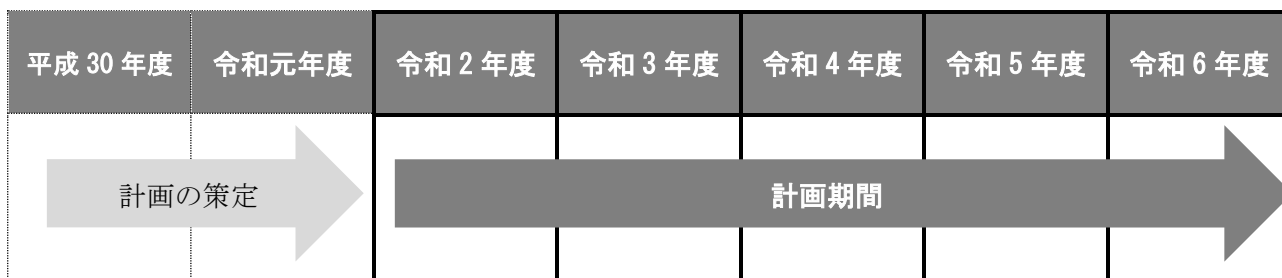 平成 30 年度 令和元年度 令和 2 年度 令和 3 年度 令和 4 年度 令和 5 年度 令和 6 年度
計画の策定 計画期間